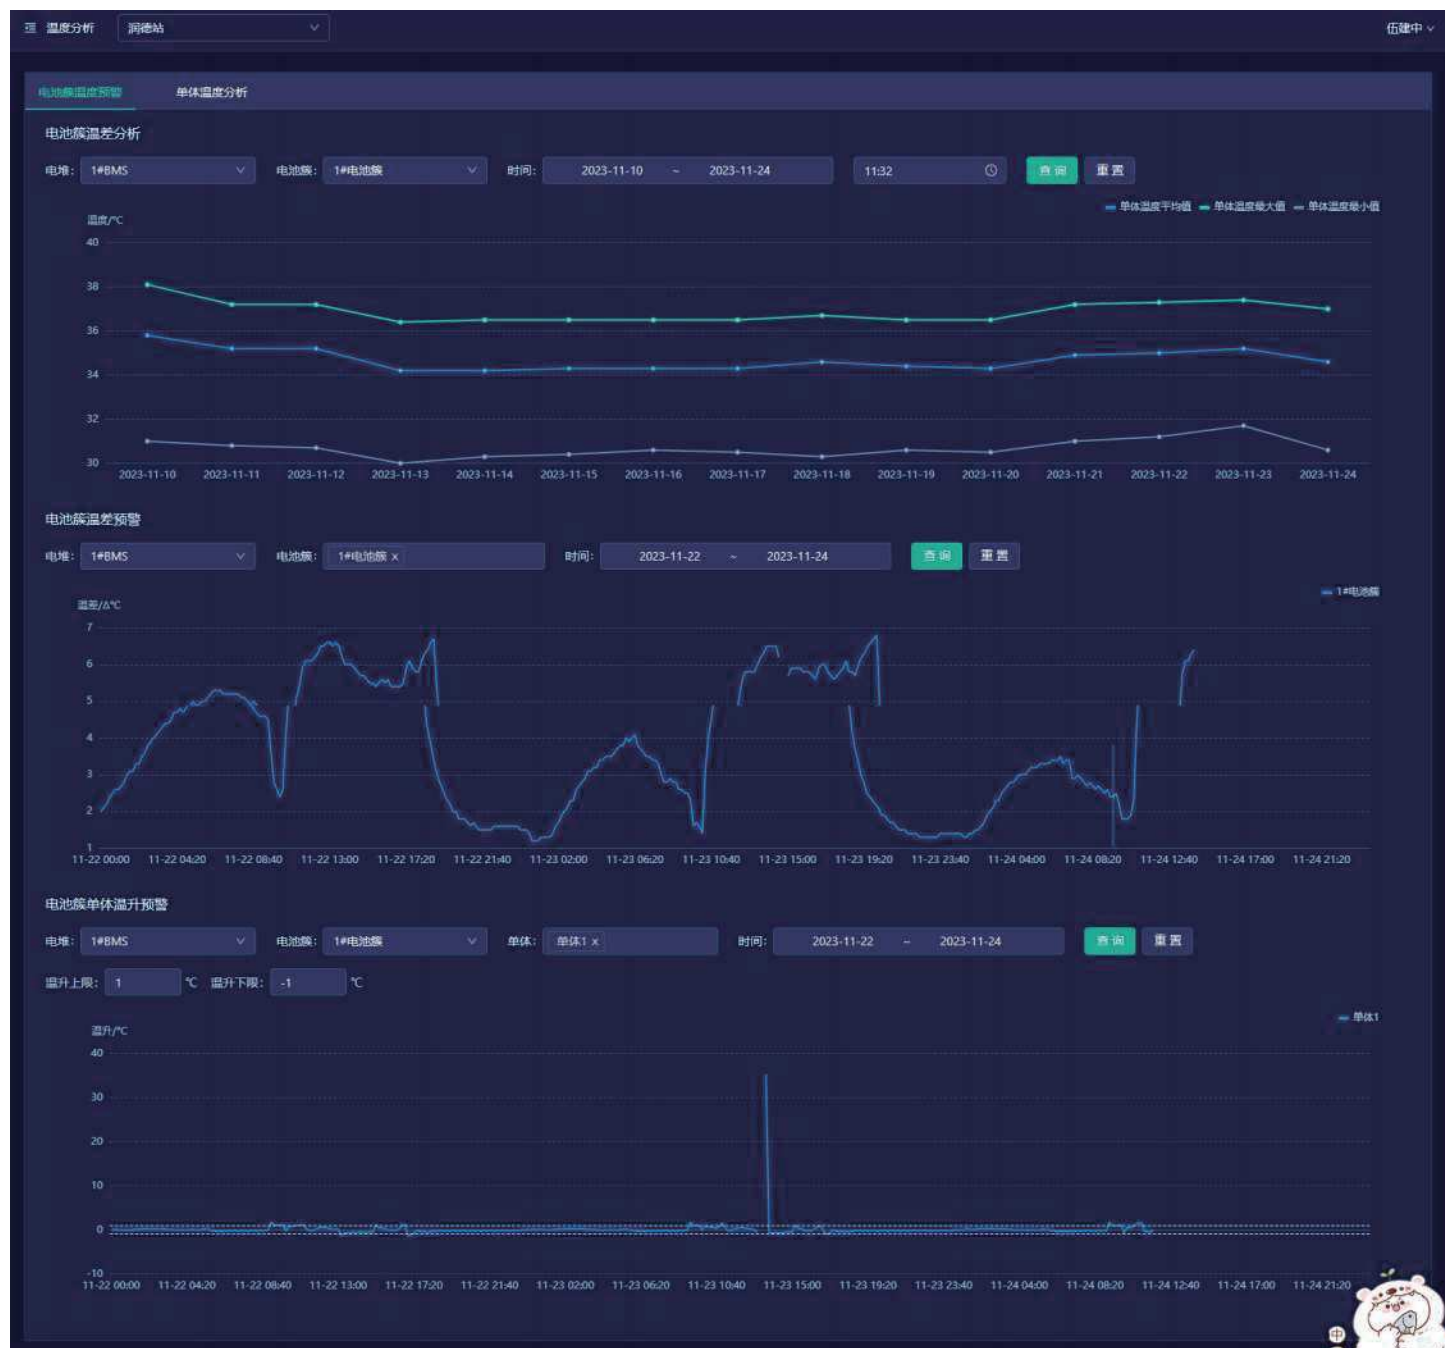 温度分析 润德站 伍建中
电池簇温度预警 单体温度分析
电池簇温差分析
电堆: 1#BMS 电池簇: 1#电池簇 时间: 2023-11-10 ~ 2023-11-24 11:32 查 询 重 置
温度/°C 单体温度平均值 单体温度最大值 单体温度最小值
40
38
36
34
32
30
2023-11-10 2023-11-11 2023-11-12 2023-11-13 2023-11-14 2023-11-15 2023-11-16 2023-11-17 2023-11-18 2023-11-19 2023-11-20 2023-11-21 2023-11-22 2023-11-23 2023-11-24
电池簇温差预警
电堆: 1#BMS 电池簇: 1#电池簇 x 时间: 2023-11-22 ~ 2023-11-24 查 询 重 置
温差/Δ°C 1#电池簇
7
6
5
4
3
2
1
11-22 00:00 11-22 04:20 11-22 08:40 11-22 13:00 11-22 17:20 11-22 21:40 11-23 02:00 11-23 06:20 11-23 10:40 11-23 15:00 11-23 19:20 11-23 23:40 11-24 04:00 11-24 08:20 11-24 12:40 11-24 17:00 11-24 21:20
电池簇单体温升预警
电堆: 1#BMS 电池簇: 1#电池簇 单体: 单体1 x 时间: 2023-11-22 ~ 2023-11-24 查 询 重 置
温升上限: 1 °C 温升下限: -1 °C
温升/°C 单体1
40
30
20
10
0
-10
11-22 00:00 11-22 04:20 11-22 08:40 11-22 13:00 11-22 17:20 11-22 21:40 11-23 02:00 11-23 06:20 11-23 10:40 11-23 15:00 11-23 19:20 11-23 23:40 11-24 04:00 11-24 08:20 11-24 12:40 11-24 17:00 11-24 21:20
中